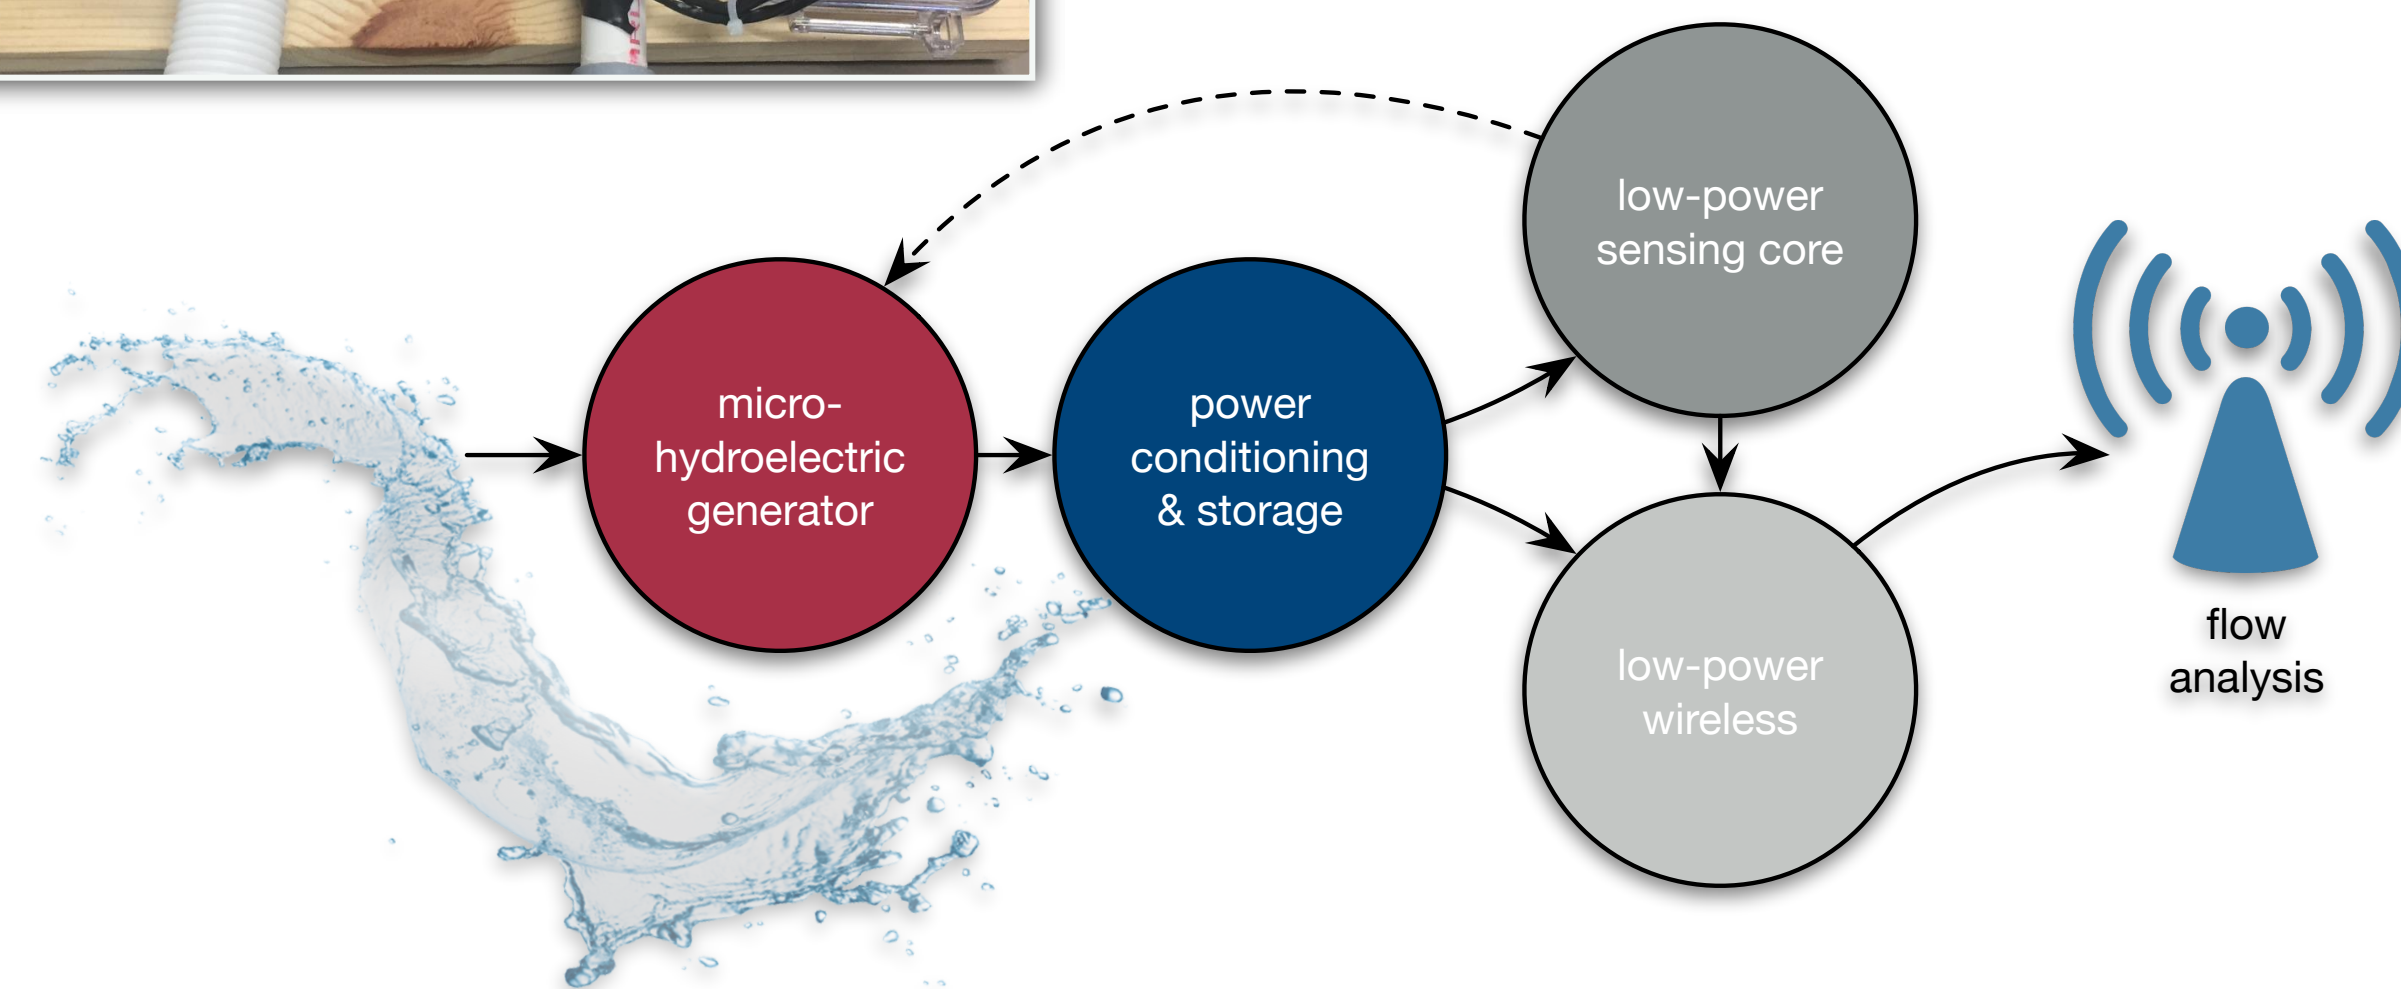 micro-
hydroelectric
generator
power
conditioning
& storage
low-power
sensing core
low-power
wireless
flow
analysis